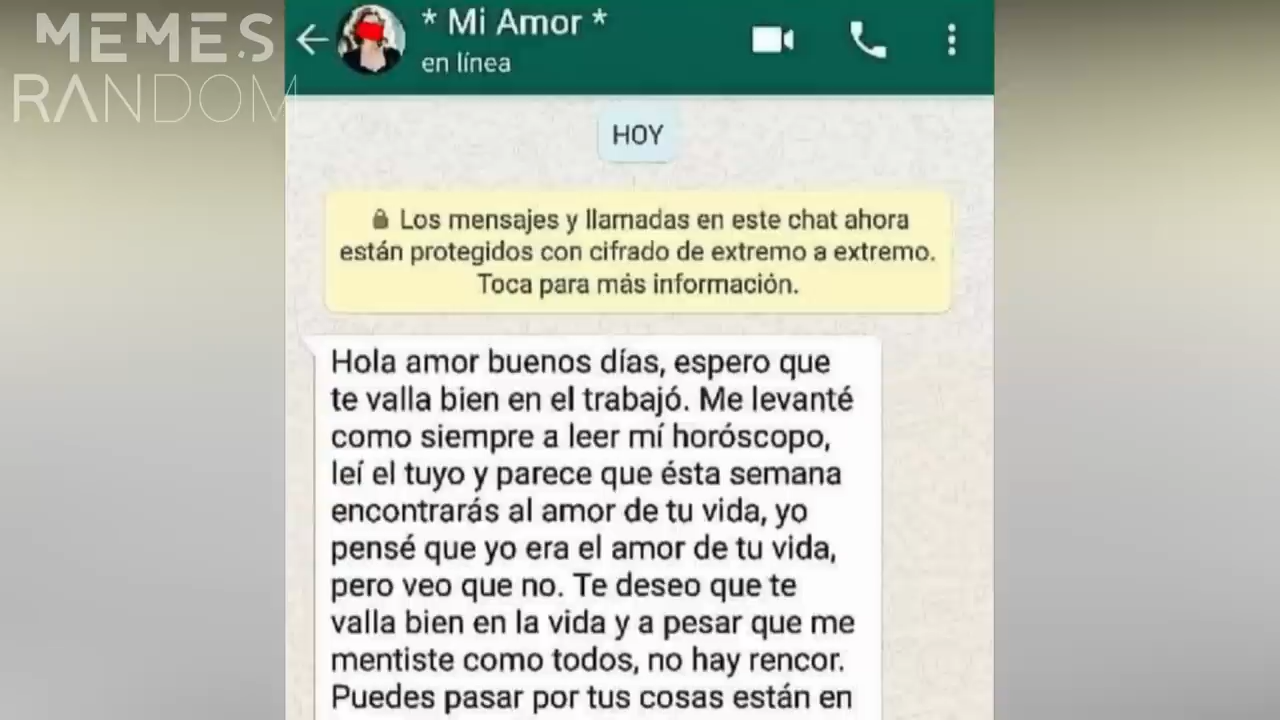 MEMES
RANDOM
* Mi Amor *
en línea
HOY
Los mensajes y llamadas en este chat ahora
están protegidos con cifrado de extremo a extremo.
Toca para más información.
Hola amor buenos días, espero que
te valla bien en el trabajó. Me levanté
como siempre a leer mí horóscopo,
leí el tuyo y parece que ésta semana
encontrarás al amor de tu vida, yo
pensé que yo era el amor de tu vida,
pero veo que no. Te deseo que te
valla bien en la vida y a pesar que me
mentiste como todos, no hay rencor.
Puedes pasar por tus cosas están en